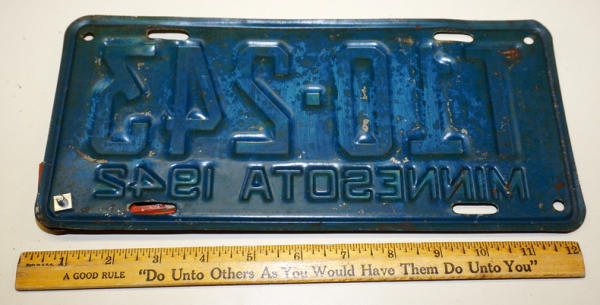 710·243
MINNESOTA 1942
1 2 3 4 5 6 7 8 9 10 11 12
A GOOD RULE "Do Unto Others As You Would Have Them Do Unto You"